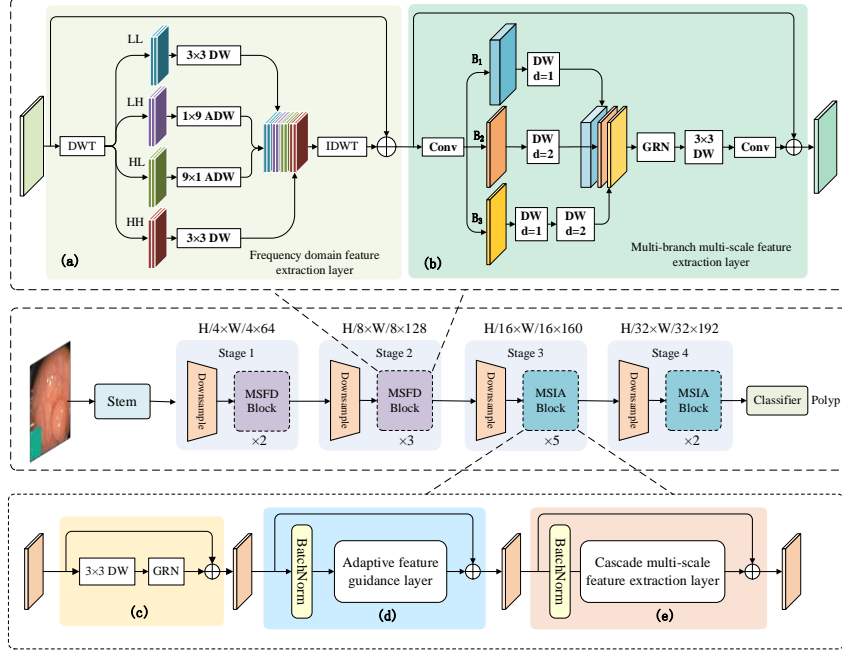 LL
3×3 DW
LH
1×9 ADW
DWT
IDWT
HL
9×1 ADW
HH
3×3 DW
(a)
Frequency domain feature
extraction layer
B1
DW
d=1
Conv
B2
DW
d=2
GRN
3×3
DW
Conv
B3
DW
d=1
DW
d=2
(b)
Multi-branch multi-scale feature
extraction layer
H/4×W/4×64
H/8×W/8×128
H/16×W/16×160
H/32×W/32×192
Stem
Stage 1
Downsample
MSFD
Block
×2
Stage 2
Downsample
MSFD
Block
×3
Stage 3
Downsample
MSIA
Block
×5
Stage 4
Downsample
MSIA
Block
×2
Classifier
Polyp
3×3 DW
GRN
(c)
BatchNorm
Adaptive feature
guidance layer
(d)
BatchNorm
Cascade multi-scale
feature extraction layer
(e)